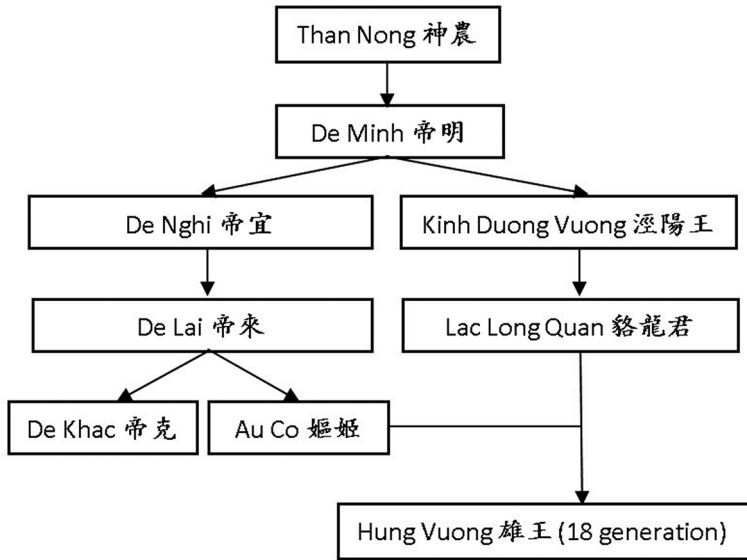 Than Nong 神農
De Minh 帝明
De Nghi 帝宜
Kinh Duong Vuong 涇陽王
De Lai 帝來
Lac Long Quan 貉龍君
De Khac 帝克
Au Co 嫗姬
Hung Vuong 雄王 (18 generation)